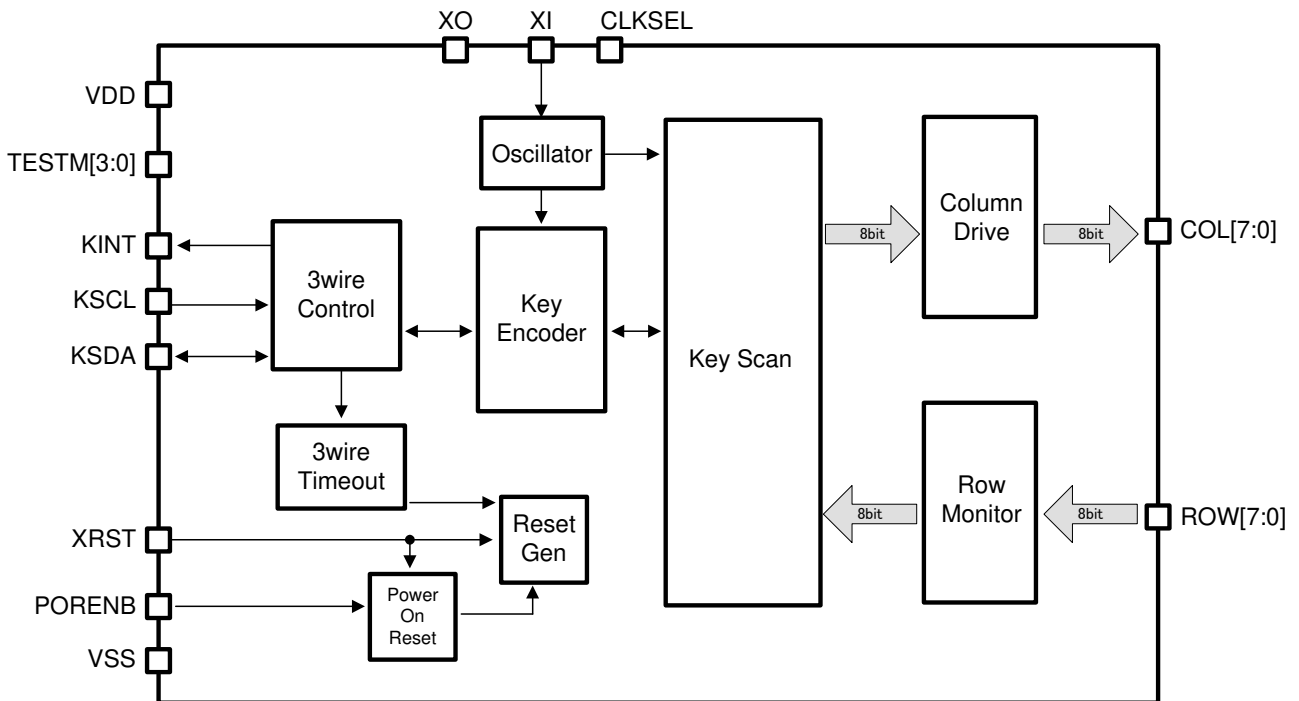 XO
XI
CLKSEL
VDD
TESTM[3:0]
KINT
KSCL
KSDA
XRST
PORENB
VSS
Oscillator
3wire
Control
Key
Encoder
Key Scan
3wire
Timeout
Reset
Gen
Power
On
Reset
8bit
Column
Drive
8bit
COL[7:0]
8bit
Row
Monitor
8bit
ROW[7:0]